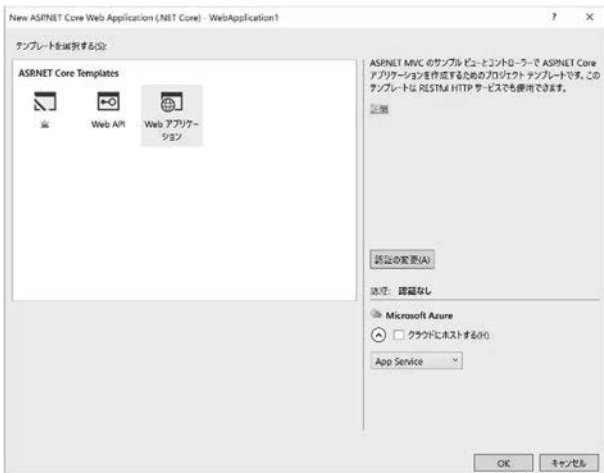 New ASP.NET Core Web Application (.NET Core) - WebApplication1
? ×
テンプレートを選択する(S):
ASP.NET Core Templates
空
Web API
Web アプリケー
ション
ASP.NET MVC のサンプル ビューとコントローラーで ASP.NET Core
アプリケーションを作成するためのプロジェクト テンプレートです。この
テンプレートは RESTful HTTP サービスでも使用できます。
詳細
認証の変更(A)
認証: 認証なし
Microsoft Azure
クラウドにホストする(H)
App Service
OK
キャンセル